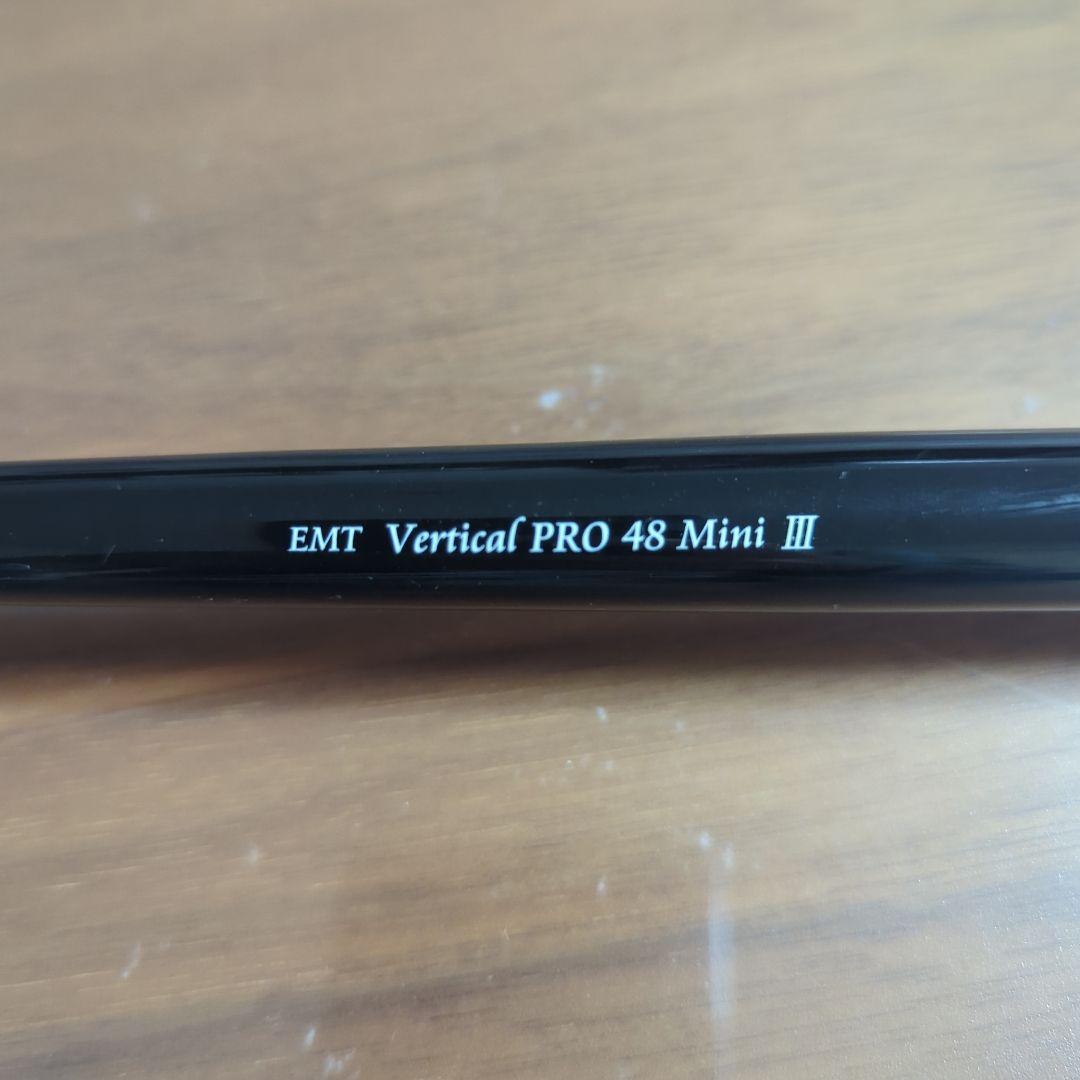 EMT Vertical PRO 48 Mini Ⅲ